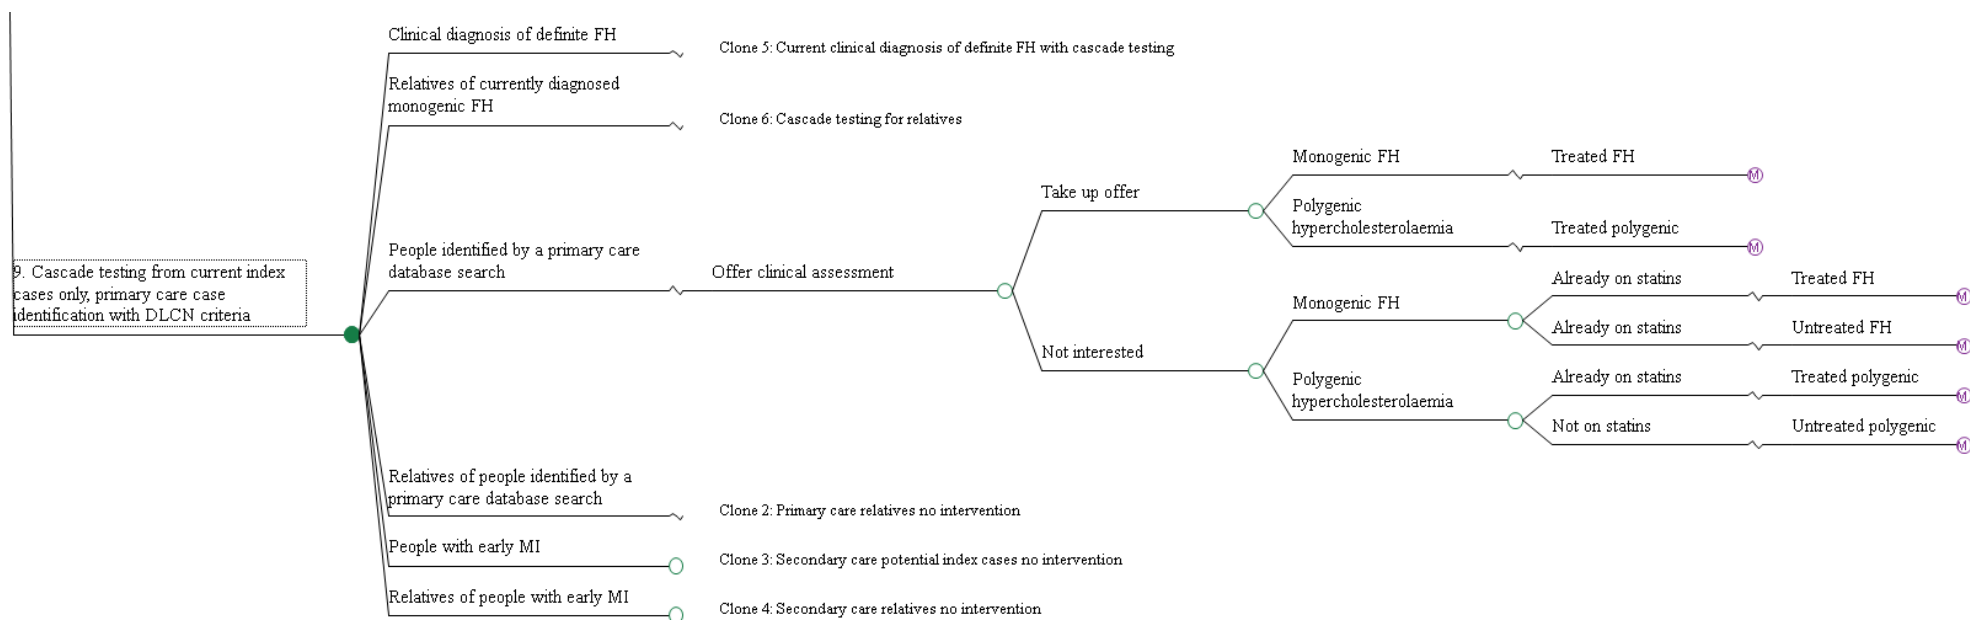 Clinical diagnosis of definite FH
Clone 5: Current clinical diagnosis of definite FH with cascade testing
Relatives of currently diagnosed
monogenic FH
Clone 6: Cascade testing for relatives
Monogenic FH
Treated FH
M
Take up offer
Polygenic
hypercholesterolaemia
Treated polygenic
M
People identified by a primary care
database search
Offer clinical assessment
9. Cascade testing from current index
cases only, primary care case
identification with DLCN criteria
Already on statins
Treated FH
M
Monogenic FH
Already on statins
Untreated FH
M
Not interested
Polygenic
hypercholesterolaemia
Already on statins
Treated polygenic
M
Not on statins
Untreated polygenic
M
Relatives of people identified by a
primary care database search
Clone 2: Primary care relatives no intervention
People with early MI
Clone 3: Secondary care potential index cases no intervention
Relatives of people with early MI
Clone 4: Secondary care relatives no intervention